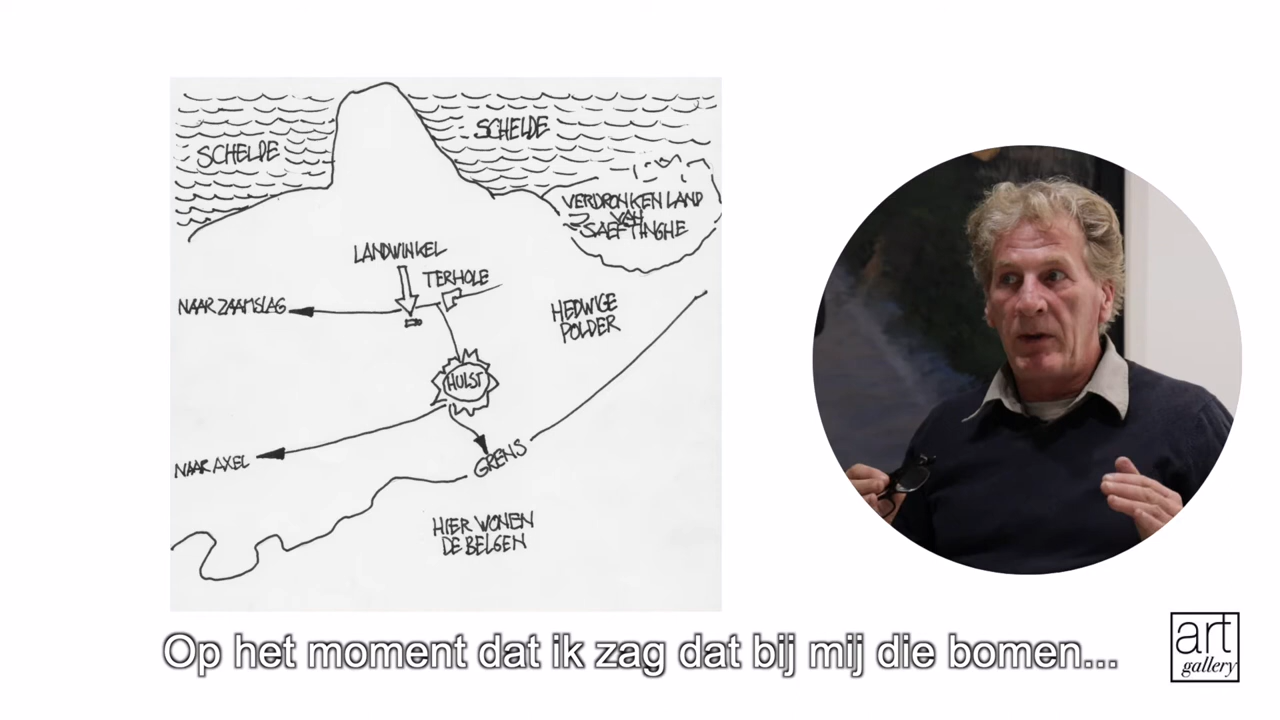 SCHELDE
SCHELDE
VERDRONKEN LAND
VAN
SAEFTINGHE
LANDWINKEL
TERHOLE
NAAR ZAAMSLAG
HEDWIGE
POLDER
HULST
NAAR AXEL
GRENS
HIER WONEN
DE BELGEN
Op het moment dat ik zag dat bij mij die bomen...
art
gallery